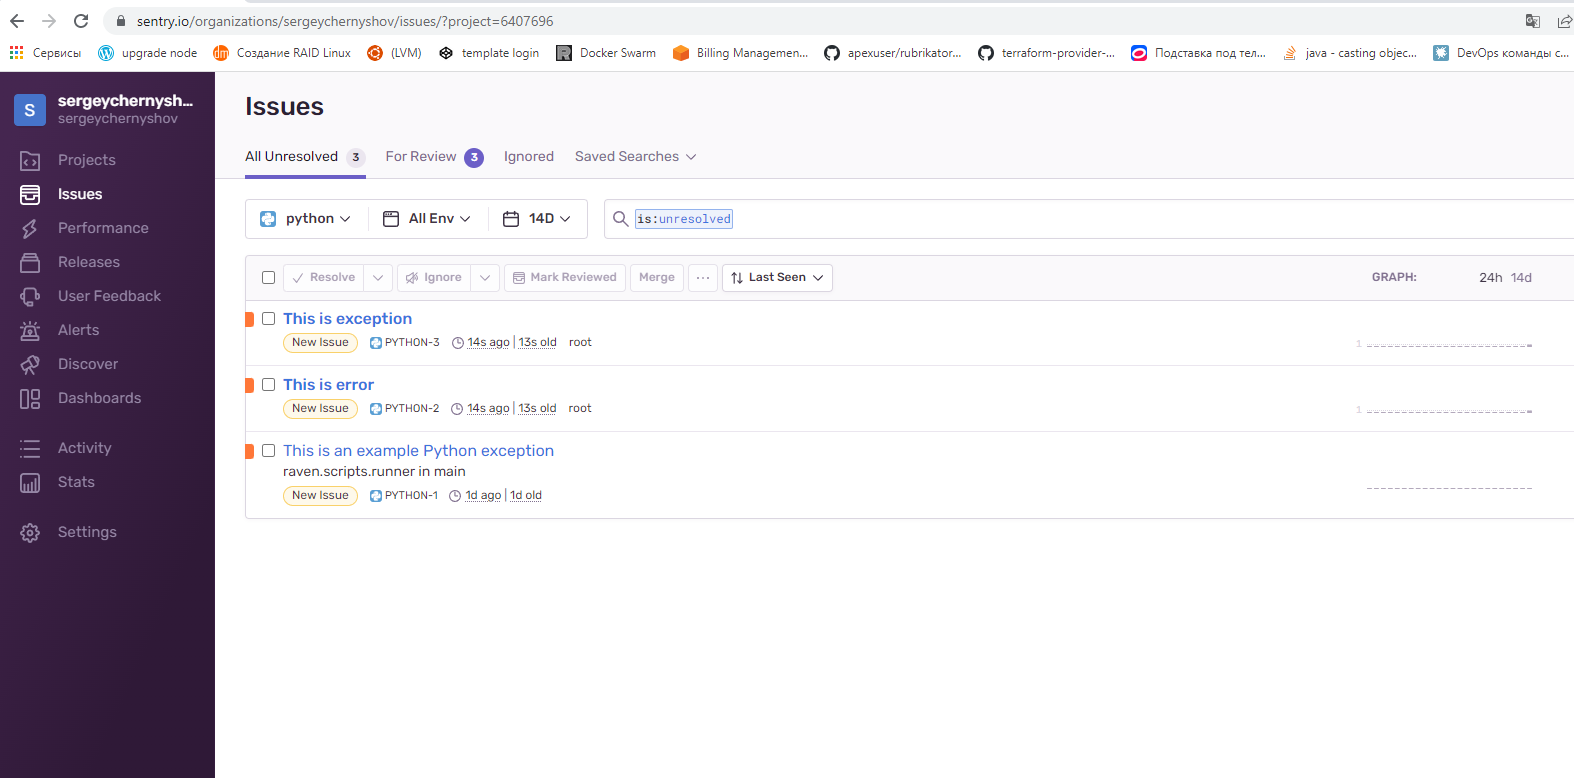 sentry.io/organizations/sergeychernyshov/issues/?project=6407696
Сервисы upgrade node dm Создание RAID Linux (LVM) template login R Docker Swarm Billing Managemen... apexuser/rubrikator... terraform-provider-... Подставка под тел... java - casting objec... DevOps команды с...
S
sergeychernysh...
sergeychernyshov
Projects
Issues
Performance
Releases
User Feedback
Alerts
Discover
Dashboards
Activity
Stats
Settings
Issues
All Unresolved 3 For Review 3 Ignored Saved Searches
python All Env 14D is:unresolved
Resolve Ignore Mark Reviewed Merge ... Last Seen GRAPH: 24h 14d
This is exception
New Issue PYTHON-3 14s ago | 13s old root 1
This is error
New Issue PYTHON-2 14s ago | 13s old root 1
This is an example Python exception
raven.scripts.runner in main
New Issue PYTHON-1 1d ago | 1d old